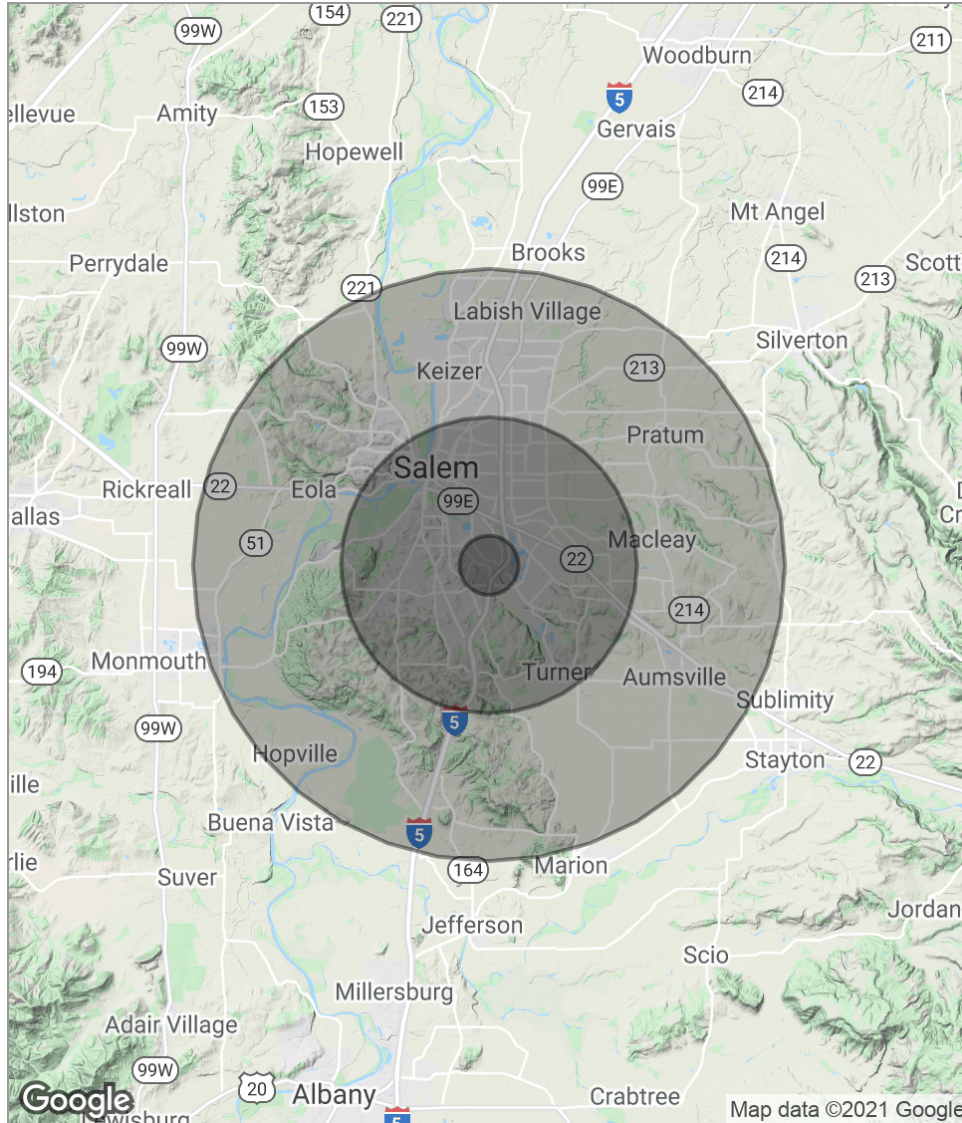 154
221
99W
211
Woodburn
5
214
ellevue
Amity
153
Gervais
Hopewell
99E
llston
Mt Angel
Brooks
Perrydale
214
Scott
213
221
Labish Village
Silverton
99W
Keizer
213
Pratum
Salem
Rickreall
22
Eola
99E
D
Cr
allas
51
Macleay
22
214
Monmouth
194
Turner
Aumsville
Sublimity
5
99W
Hopville
Stayton
22
ille
Buena Vista
5
rlie
164
Marion
Suver
Jordan
Jefferson
Scio
Millersburg
Adair Village
99W
20
Albany
Crabtree
Google
Lewisburg
5
Map data ©2021 Google